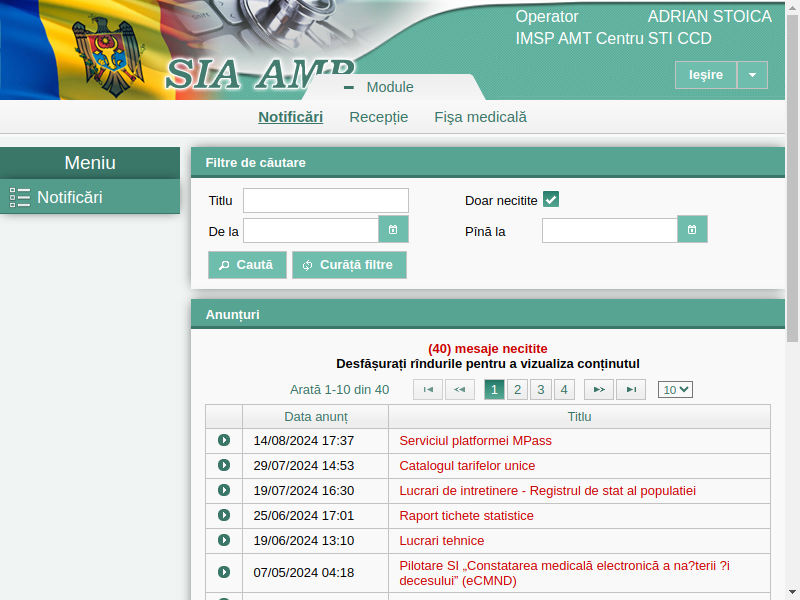 Operator ADRIAN STOICA
IMSP AMT Centru STI CCD
SIA AMP
Ieşire
Module
Notificări Recepţie Fişa medicală
Meniu
Notificări
Filtre de căutare
Titlu
Doar necitite
De la
Pînă la
Caută
Curăţă filtre
Anunțuri
(40) mesaje necitite
Desfășurați rîndurile pentru a vizualiza conținutul
Arată 1-10 din 40 1 2 3 4 10
Data anunț Titlu
14/08/2024 17:37 Serviciul platformei MPass
29/07/2024 14:53 Catalogul tarifelor unice
19/07/2024 16:30 Lucrari de intretinere - Registrul de stat al populatiei
25/06/2024 17:01 Raport tichete statistice
19/06/2024 13:10 Lucrari tehnice
07/05/2024 04:18 Pilotare SI „Constatarea medicală electronică a na?terii ?i
decesului” (eCMND)